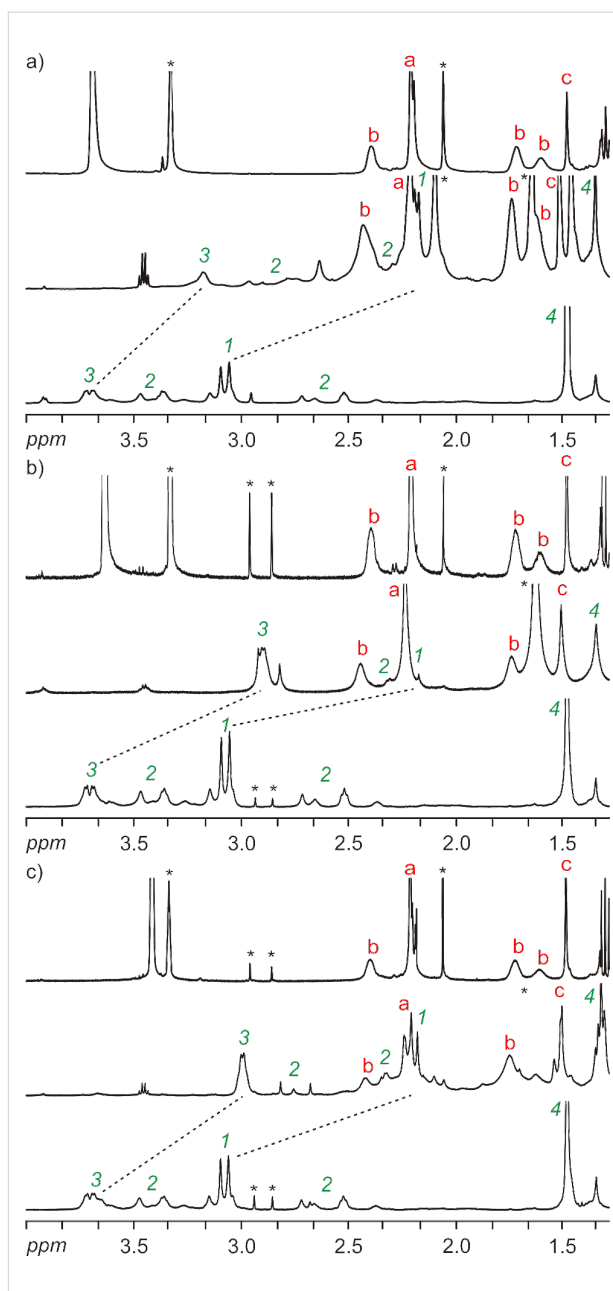 a)
* a * c
b b b
a 1 * b * c 4
3 2 b 2 b
3 2 1 2 4
ppm 3.5 3.0 2.5 2.0 1.5
b)
* * * a * c
b b b
3 b a 2 1 * b c 4
3 2 1 * * 2 4
ppm 3.5 3.0 2.5 2.0 1.5
c)
* * * a * c
b b b
3 2 b 2 a 1 * b c 4
3 2 1 * * 2 4
ppm 3.5 3.0 2.5 2.0 1.5